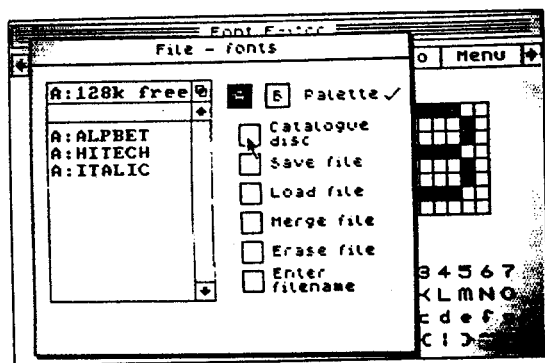 Font Editor
File - fonts
o Menu
A:128k free
A B Palette
A:ALPBET
A:HITECH
A:ITALIC
Catalogue
disc
Save file
Load file
Merge file
Erase file
Enter
filename
34567
KLMNO
c d e f